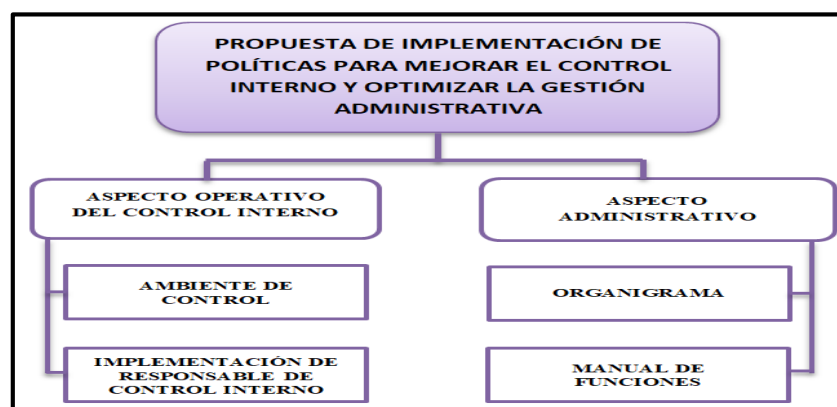 PROPUESTA DE IMPLEMENTACIÓN DE
POLÍTICAS PARA MEJORAR EL CONTROL
INTERNO Y OPTIMIZAR LA GESTIÓN
ADMINISTRATIVA
ASPECTO OPERATIVO
DEL CONTROL INTERNO
AMBIENTE DE
CONTROL
IMPLEMENTACIÓN DE
RESPONSABLE DE
CONTROL INTERNO
ASPECTO
ADMINISTRATIVO
ORGANIGRAMA
MANUAL DE
FUNCIONES